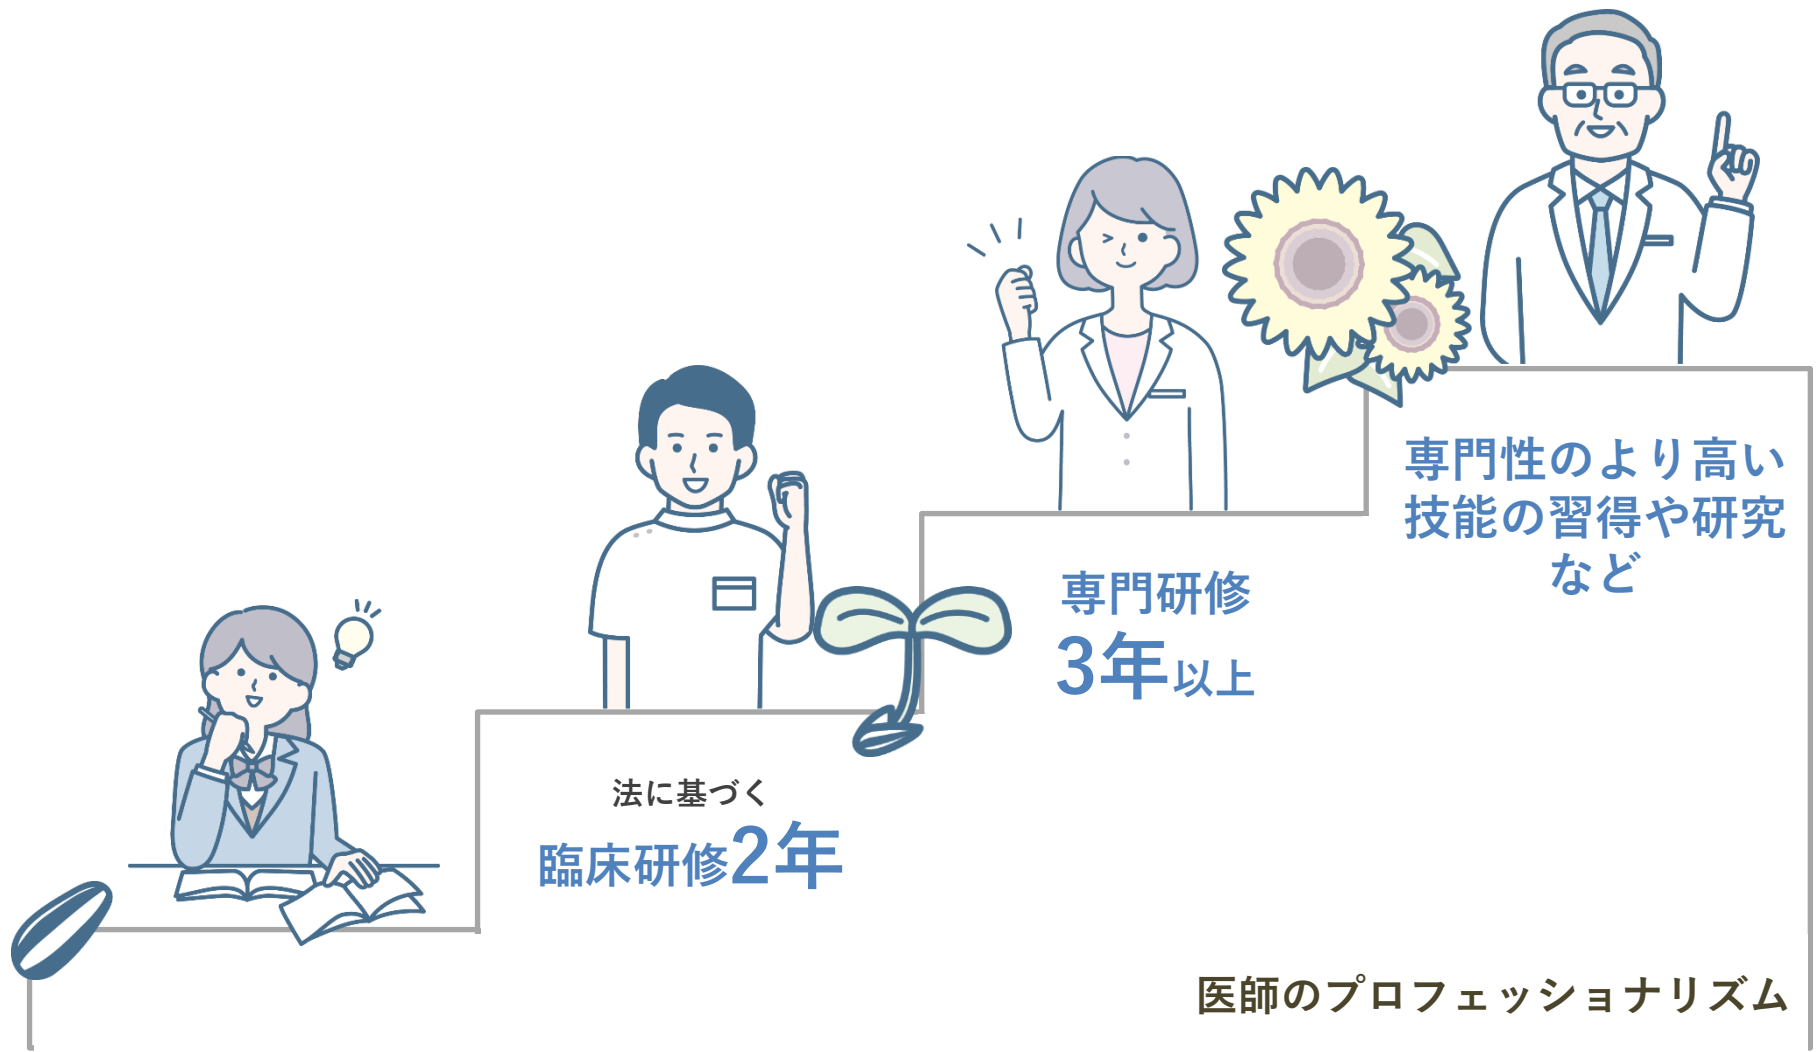 専門性のより高い
技能の習得や研究
など
専門研修
3年以上
法に基づく
臨床研修2年
医師のプロフェッショナリズム